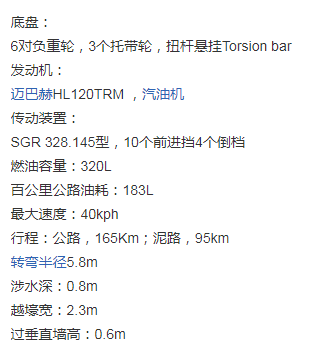 底盘：
6对负重轮，3个托带轮，扭杆悬挂Torsion bar
发动机：
迈巴赫HL120TRM ，汽油机
传动装置：
SGR 328.145型，10个前进挡4个倒档
燃油容量：320L
百公里公路油耗：183L
最大速度：40kph
行程：公路，165Km；泥路，95km
转弯半径5.8m
涉水深：0.8m
越壕宽：2.3m
过垂直墙高：0.6m